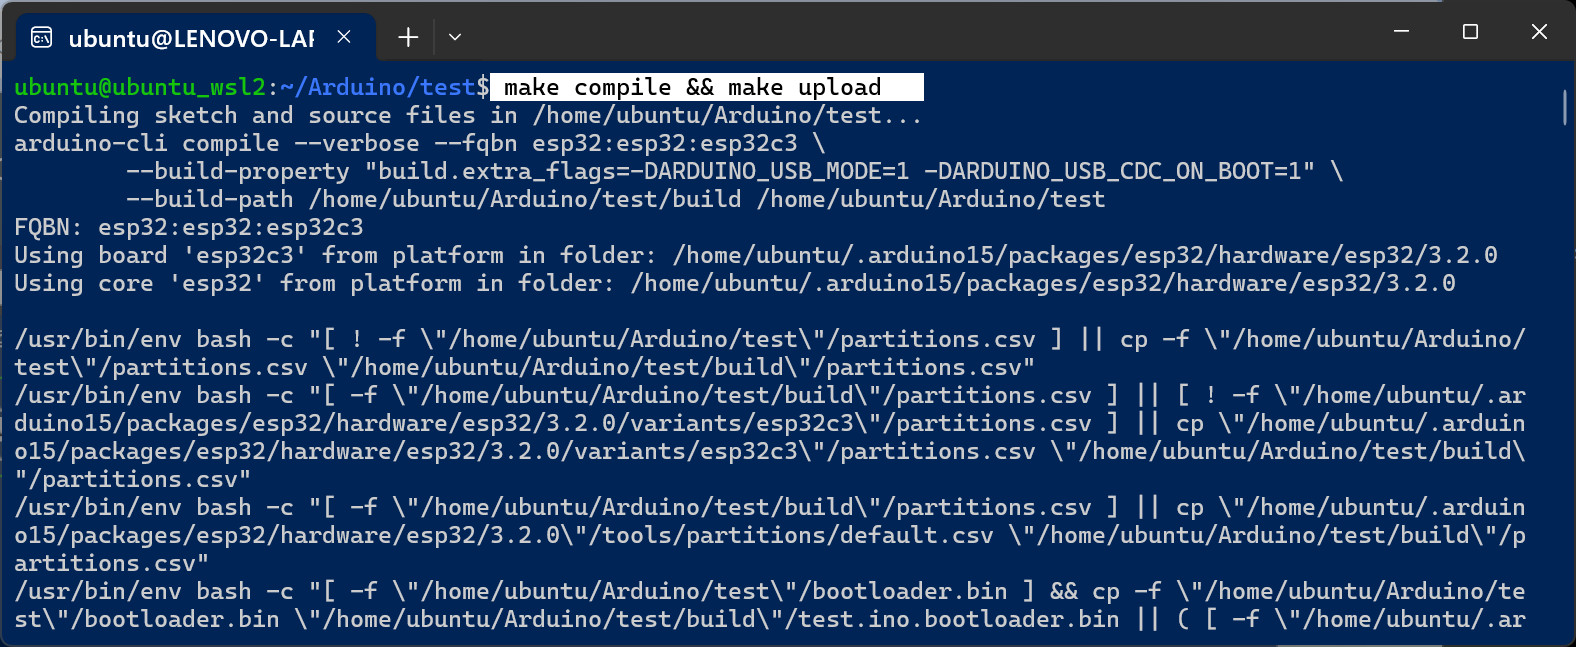 ubuntu@LENOVO-LAP
ubuntu@ubuntu_wsl2:~/Arduino/test$ make compile && make upload
Compiling sketch and source files in /home/ubuntu/Arduino/test...
arduino-cli compile --verbose --fqbn esp32:esp32:esp32c3 \
        --build-property "build.extra_flags=-DARDUINO_USB_MODE=1 -DARDUINO_USB_CDC_ON_BOOT=1" \
        --build-path /home/ubuntu/Arduino/test/build /home/ubuntu/Arduino/test
FQBN: esp32:esp32:esp32c3
Using board 'esp32c3' from platform in folder: /home/ubuntu/.arduino15/packages/esp32/hardware/esp32/3.2.0
Using core 'esp32' from platform in folder: /home/ubuntu/.arduino15/packages/esp32/hardware/esp32/3.2.0

/usr/bin/env bash -c "[ ! -f \"/home/ubuntu/Arduino/test\"/partitions.csv ] || cp -f \"/home/ubuntu/Arduino/
test\"/partitions.csv \"/home/ubuntu/Arduino/test/build\"/partitions.csv"
/usr/bin/env bash -c "[ -f \"/home/ubuntu/Arduino/test/build\"/partitions.csv ] || [ ! -f \"/home/ubuntu/.ar
duino15/packages/esp32/hardware/esp32/3.2.0/variants/esp32c3\"/partitions.csv ] || cp \"/home/ubuntu/.arduin
o15/packages/esp32/hardware/esp32/3.2.0/variants/esp32c3\"/partitions.csv \"/home/ubuntu/Arduino/test/build\
"/partitions.csv"
/usr/bin/env bash -c "[ -f \"/home/ubuntu/Arduino/test/build\"/partitions.csv ] || cp \"/home/ubuntu/.arduin
o15/packages/esp32/hardware/esp32/3.2.0\"/tools/partitions/default.csv \"/home/ubuntu/Arduino/test/build\"/p
artitions.csv"
/usr/bin/env bash -c "[ -f \"/home/ubuntu/Arduino/test\"/bootloader.bin ] && cp -f \"/home/ubuntu/Arduino/te
st\"/bootloader.bin \"/home/ubuntu/Arduino/test/build\"/test.ino.bootloader.bin || ( [ -f \"/home/ubuntu/.ar